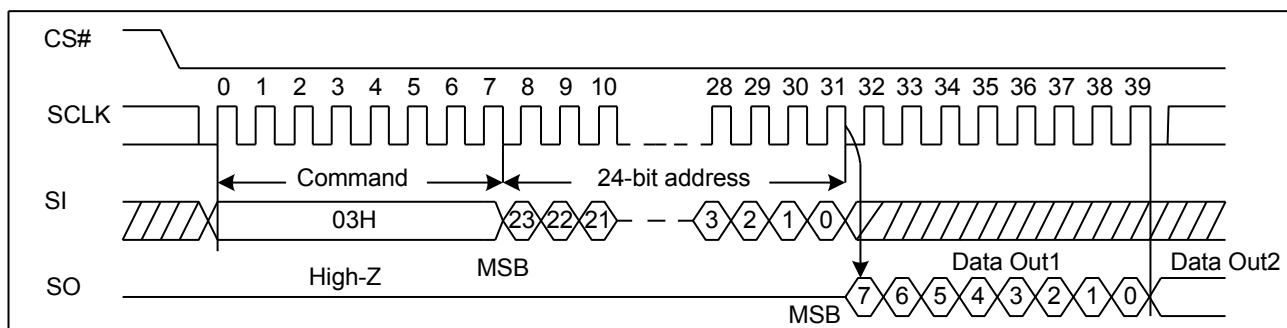 CS#
0 1 2 3 4 5 6 7 8 9 10 28 29 30 31 32 33 34 35 36 37 38 39
SCLK
Command 24-bit address
SI
03H 23 22 21 3 2 1 0
High-Z MSB Data Out1 Data Out2
SO
MSB 7 6 5 4 3 2 1 0